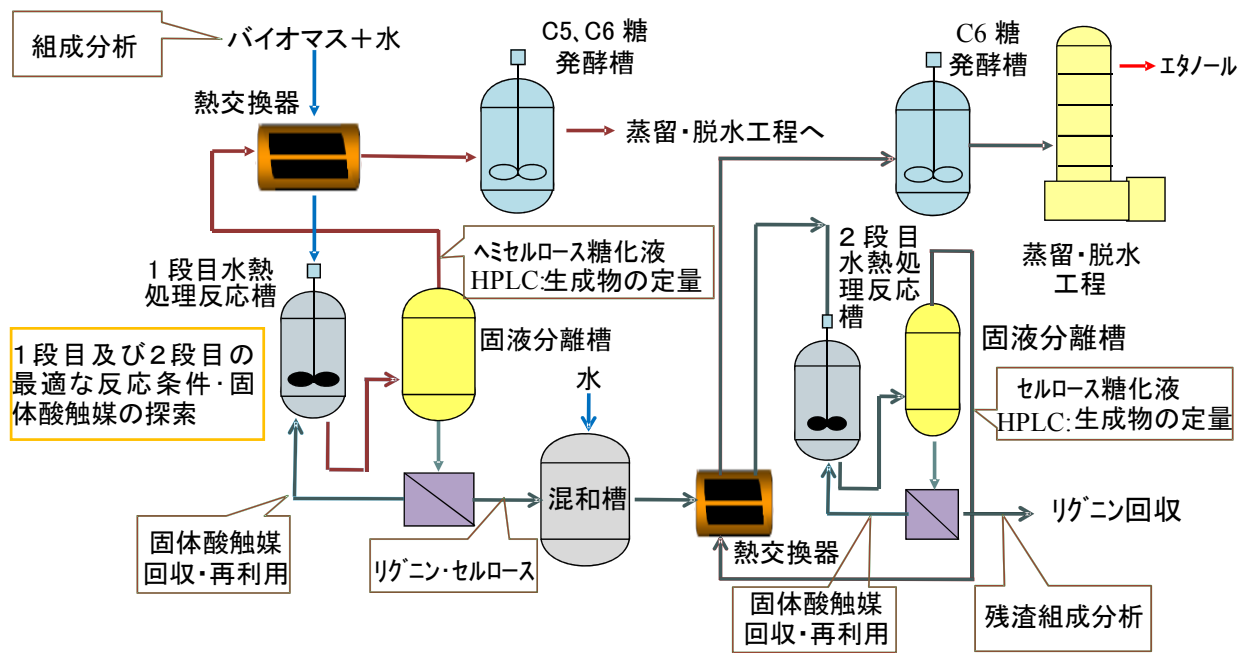 組成分析
バイオマス＋水
C5、C6 糖
発酵槽
C6 糖
発酵槽
エタノール
熱交換器
蒸留・脱水工程へ
ヘミセルロース糖化液
HPLC:生成物の定量
1段目水熱
処理反応槽
2段目
水熱処
理反応
槽
蒸留・脱水
工程
固液分離槽
固液分離槽
1段目及び2段目の
最適な反応条件・固
体酸触媒の探索
水
セルロース糖化液
HPLC:生成物の定量
混和槽
リグニン回収
固体酸触媒
回収・再利用
リグニン・セルロース
熱交換器
固体酸触媒
回収・再利用
残渣組成分析